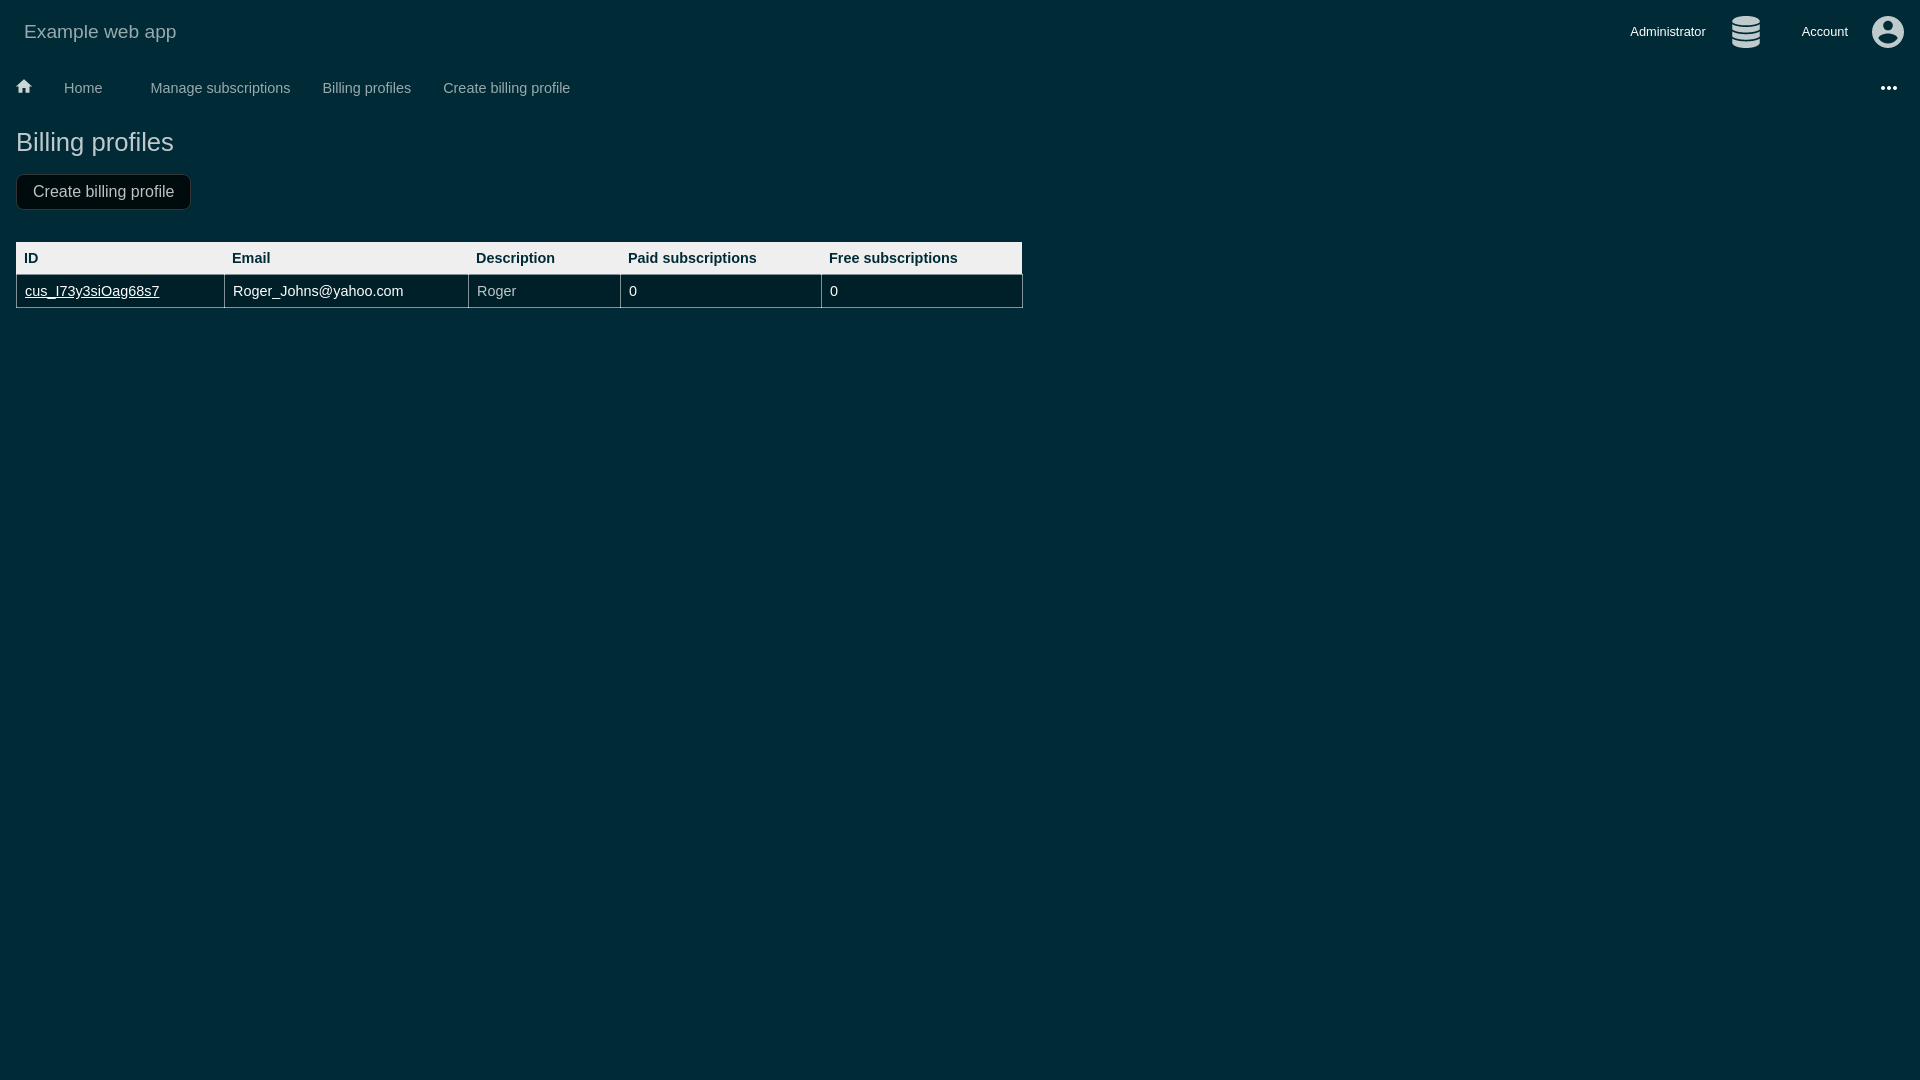 Example web app
Administrator
Account
Home Manage subscriptions Billing profiles Create billing profile
Billing profiles
Create billing profile
ID Email Description Paid subscriptions Free subscriptions
cus_I73y3siOag68s7 Roger_Johns@yahoo.com Roger 0 0